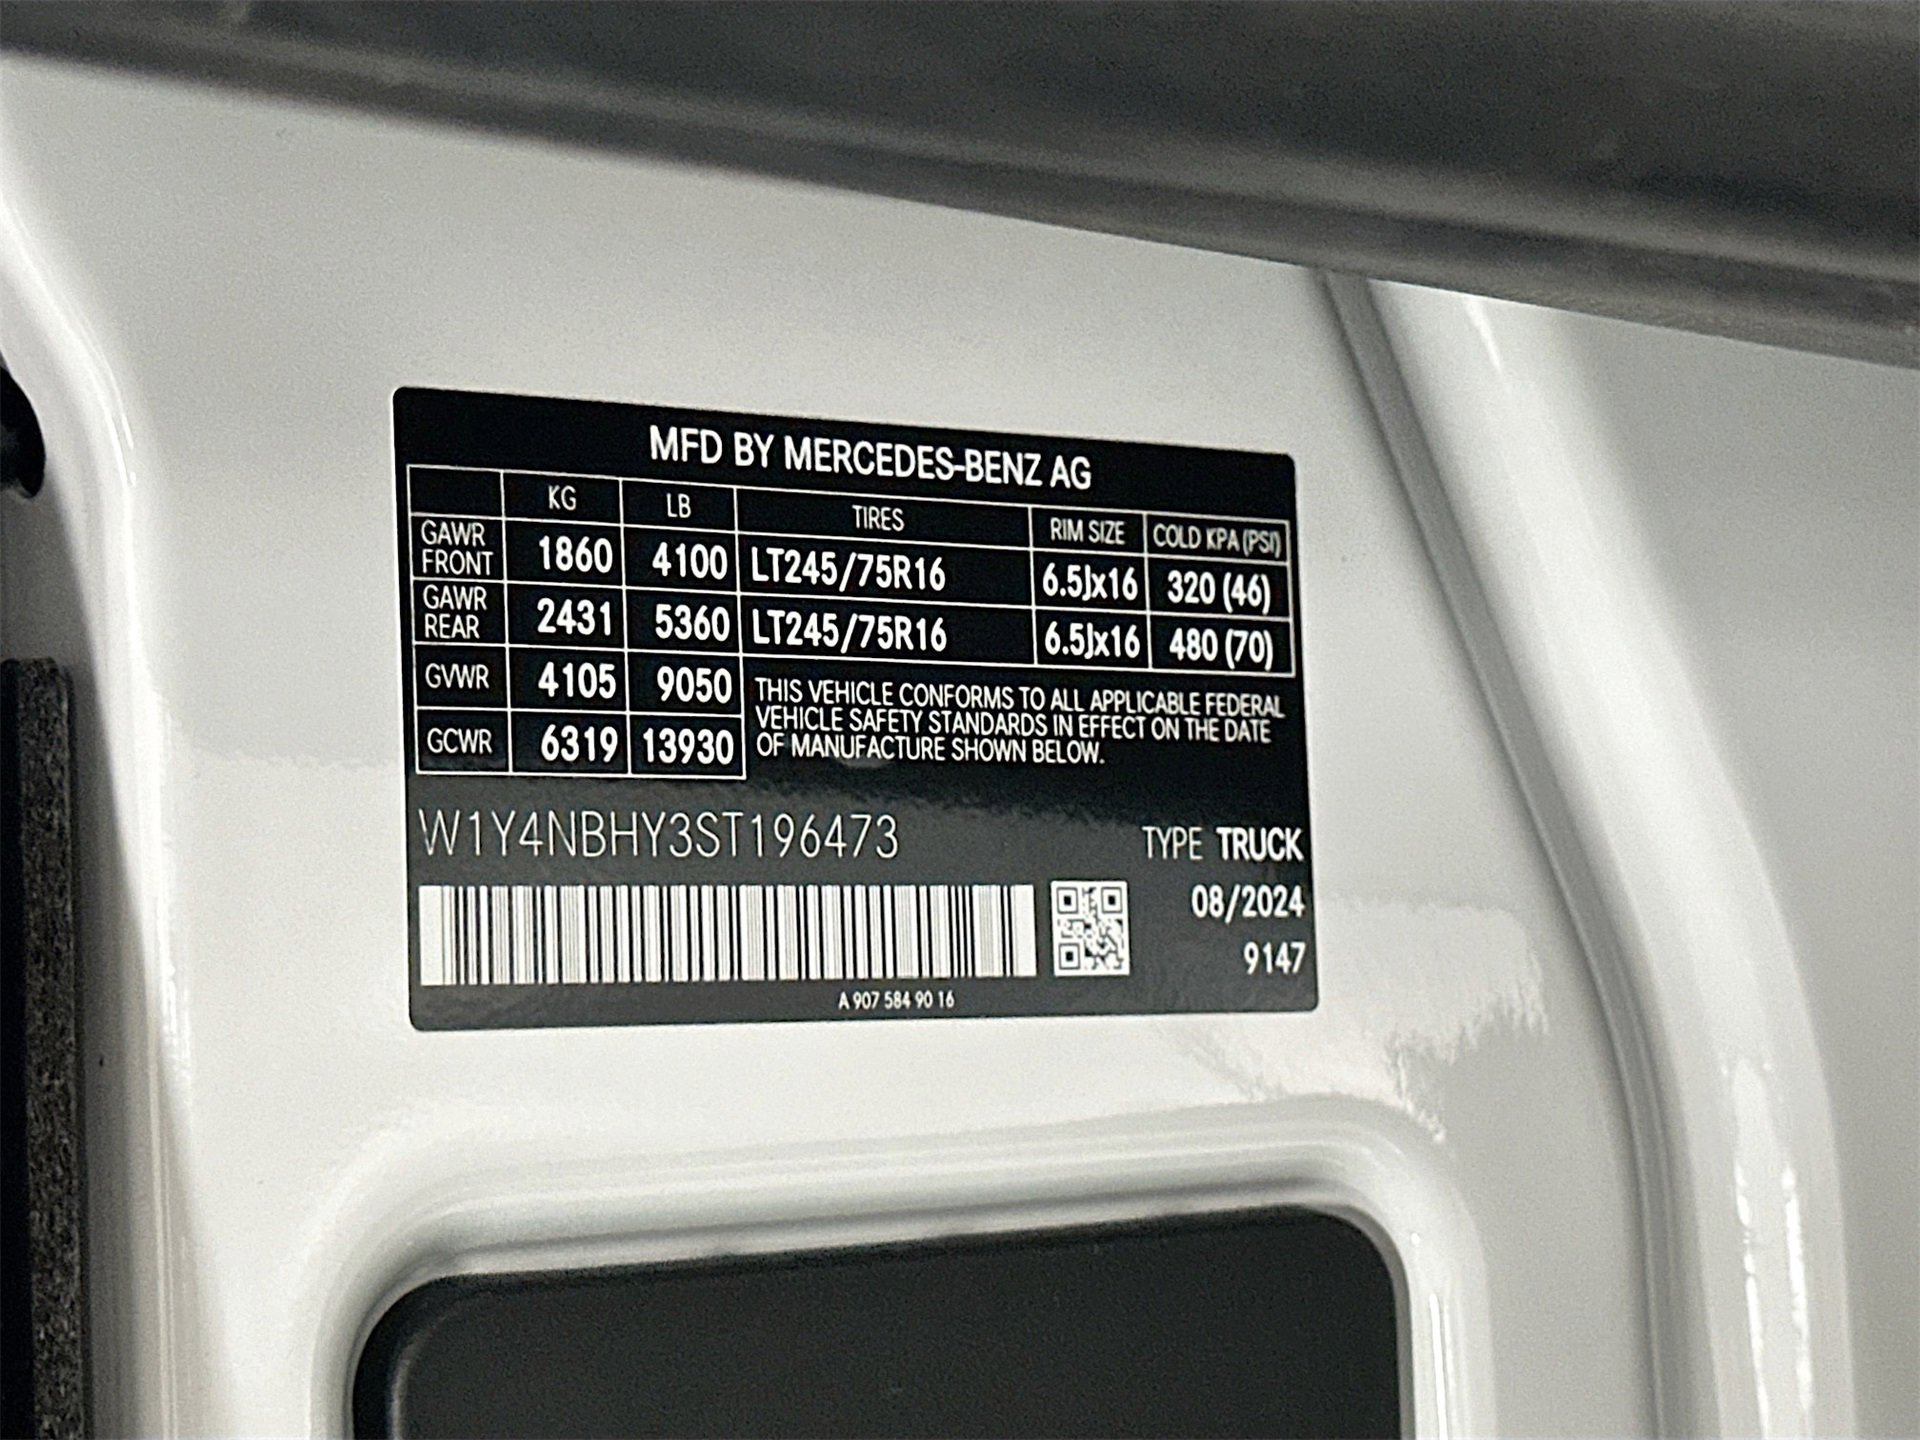 MFD BY MERCEDES-BENZ AG
KG LB TIRES RIM SIZE COLD KPA (PSI)
GAWR FRONT 1860 4100 LT245/75R16 6.5Jx16 320 (46)
GAWR REAR 2431 5360 LT245/75R16 6.5Jx16 480 (70)
GVWR 4105 9050
GCWR 6319 13930
THIS VEHICLE CONFORMS TO ALL APPLICABLE FEDERAL
VEHICLE SAFETY STANDARDS IN EFFECT ON THE DATE
OF MANUFACTURE SHOWN BELOW.
W1Y4NBHY3ST196473
TYPE TRUCK
08/2024
9147
A 907 584 90 16